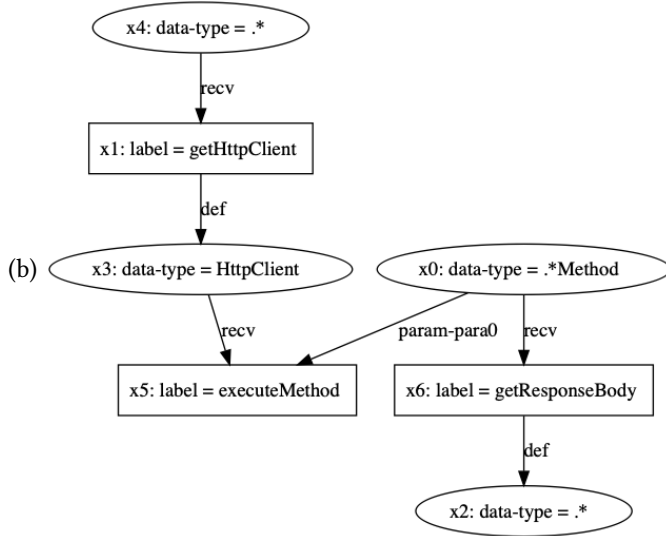 x4: data-type = .*
recv
x1: label = getHttpClient
def
(b)
x3: data-type = HttpClient
x0: data-type = .*Method
recv
param-para0
recv
x5: label = executeMethod
x6: label = getResponseBody
def
x2: data-type = .*